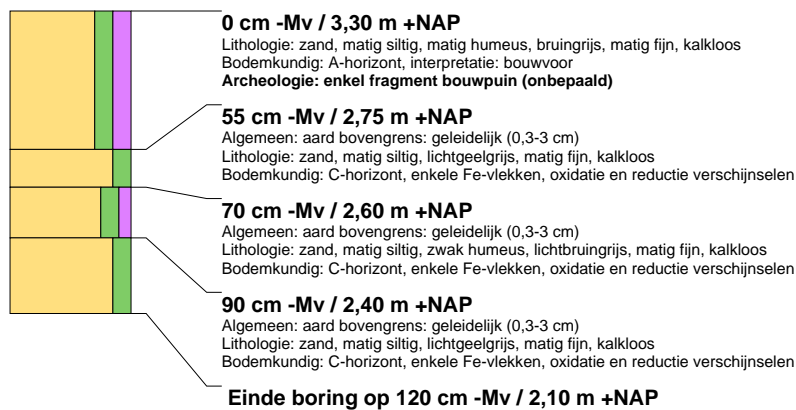 0 cm -Mv / 3,30 m +NAP
Lithologie: zand, matig siltig, matig humeus, bruingrijs, matig fijn, kalkloos
Bodemkundig: A-horizont, interpretatie: bouwvoor
Archeologie: enkel fragment bouwpuin (onbepaald)
55 cm -Mv / 2,75 m +NAP
Algemeen: aard bovengrens: geleidelijk (0,3-3 cm)
Lithologie: zand, matig siltig, lichtgeelgrijs, matig fijn, kalkloos
Bodemkundig: C-horizont, enkele Fe-vlekken, oxidatie en reductie verschijnselen
70 cm -Mv / 2,60 m +NAP
Algemeen: aard bovengrens: geleidelijk (0,3-3 cm)
Lithologie: zand, matig siltig, zwak humeus, lichtbruingrijs, matig fijn, kalkloos
Bodemkundig: C-horizont, enkele Fe-vlekken, oxidatie en reductie verschijnselen
90 cm -Mv / 2,40 m +NAP
Algemeen: aard bovengrens: geleidelijk (0,3-3 cm)
Lithologie: zand, matig siltig, lichtgeelgrijs, matig fijn, kalkloos
Bodemkundig: C-horizont, enkele Fe-vlekken, oxidatie en reductie verschijnselen
Einde boring op 120 cm -Mv / 2,10 m +NAP